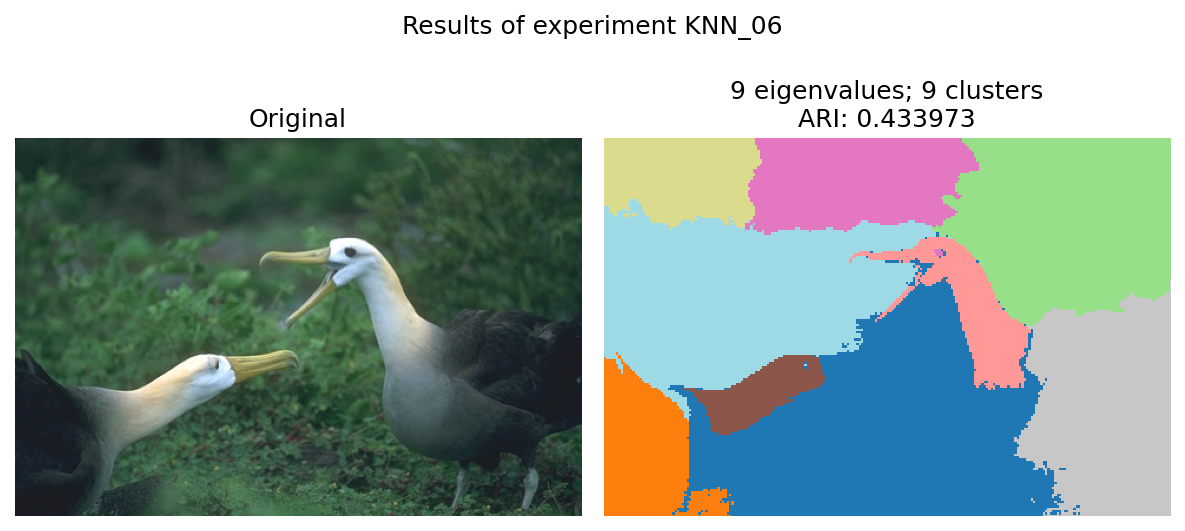 Results of experiment KNN_06
Original
9 eigenvalues; 9 clusters
ARI: 0.433973